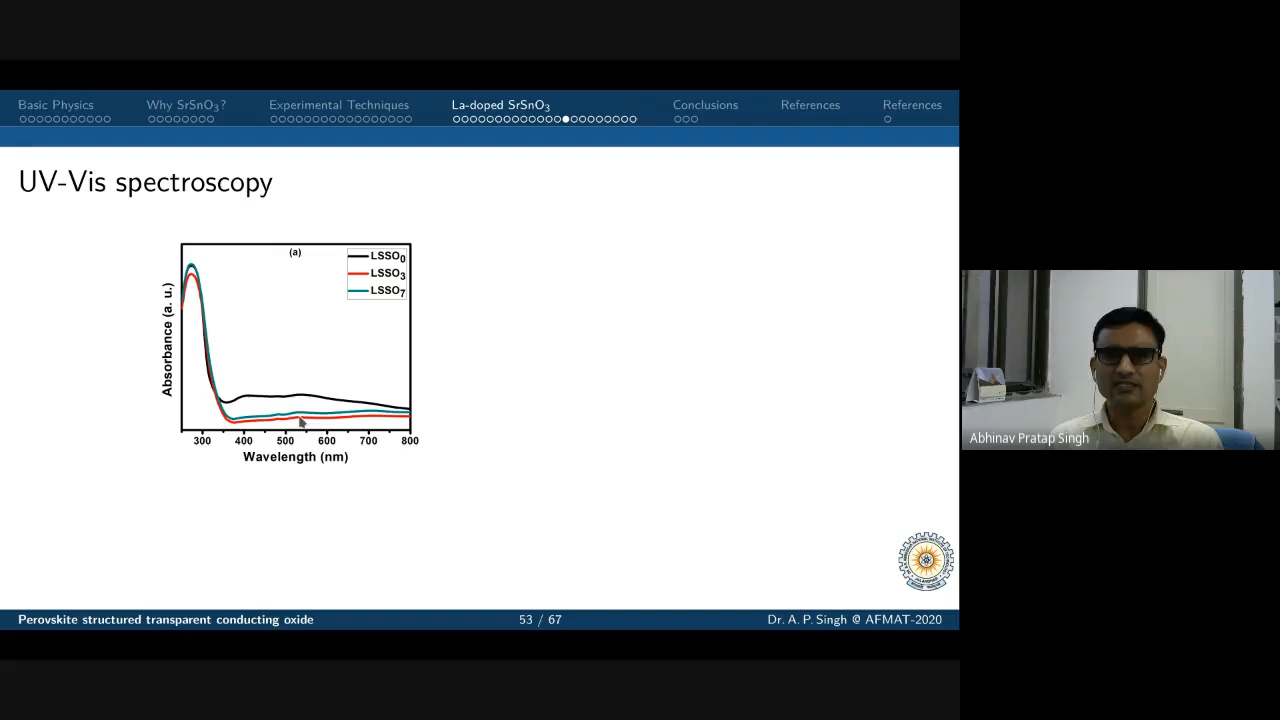 Basic Physics Why SrSnO₃? Experimental Techniques La-doped SrSnO₃ Conclusions References References
UV-Vis spectroscopy
(a)
LSSO₀
LSSO₃
LSSO₇
Absorbance (a. u.)
300 400 500 600 700 800
Wavelength (nm)
Abhinav Pratap Singh
JALANDHAR
Perovskite structured transparent conducting oxide 53 / 67 Dr. A. P. Singh @ AFMAT-2020